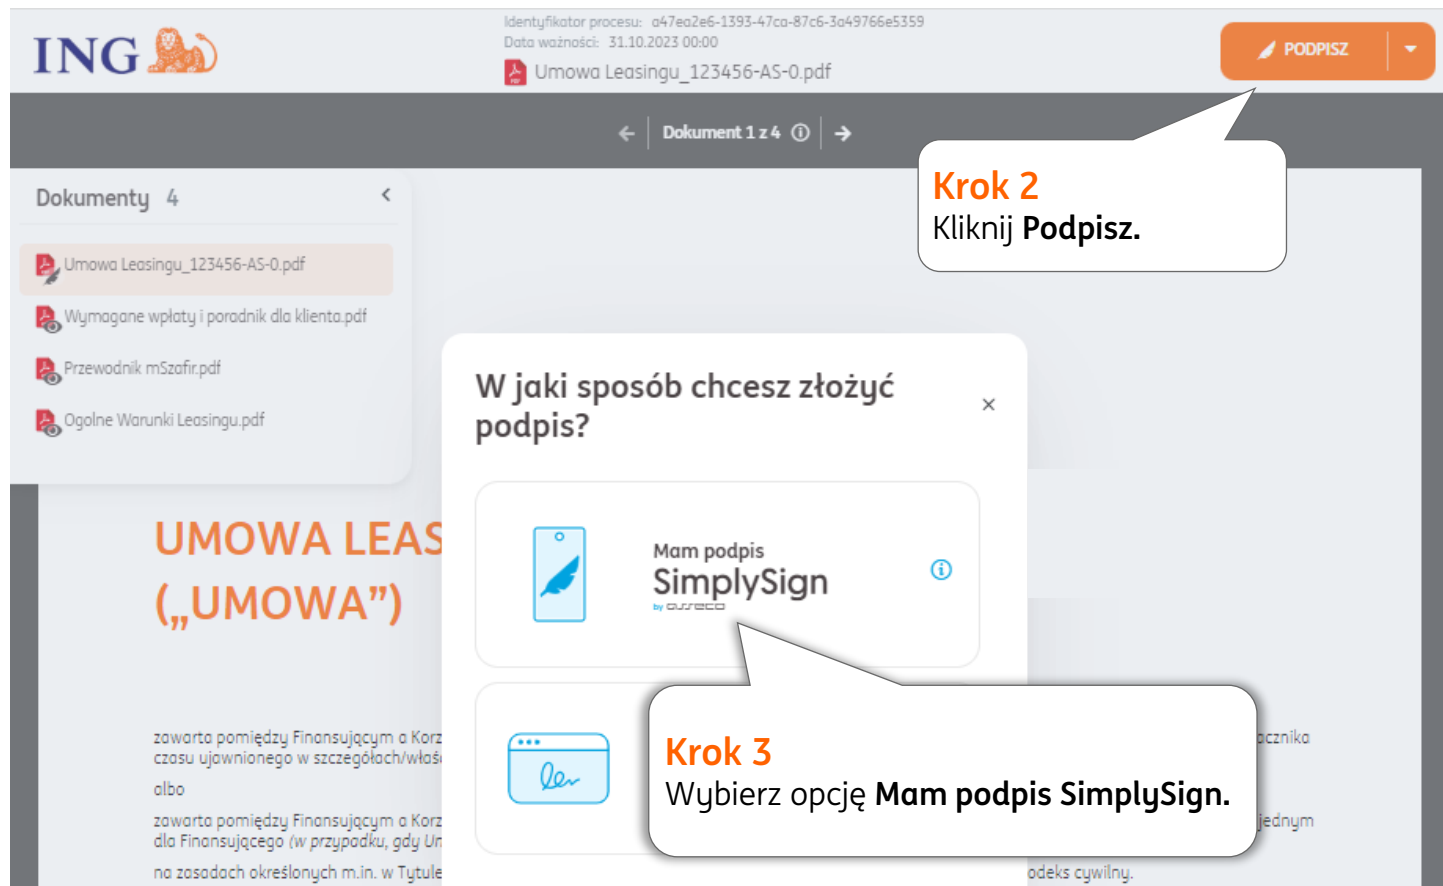 ING
Identyfikator procesu: a47ea2e6-1393-47ca-87c6-3a49766e5359
Data ważności: 31.10.2023 00:00
Umowa Leasingu_123456-AS-0.pdf
PODPISZ
Dokument 1 z 4
Krok 2
Kliknij Podpisz.
Dokumenty 4
Umowa Leasingu_123456-AS-0.pdf
Wymagane wpłaty i poradnik dla klienta.pdf
Przewodnik mSzafir.pdf
Ogolne Warunki Leasingu.pdf
W jaki sposób chcesz złożyć
podpis?
Mam podpis
SimplySign
by asseco
UMOWA LEAS
(„UMOWA”)
Krok 3
Wybierz opcję Mam podpis SimplySign.
zawarta pomiędzy Finansującym a Korz
acznika
czasu ujawnionego w szczegółach/właś
albo
zawarta pomiędzy Finansującym a Korz
jednym
dla Finansującego (w przypadku, gdy Um
na zasadach określonych m.in. w Tytule
odeks cywilny.